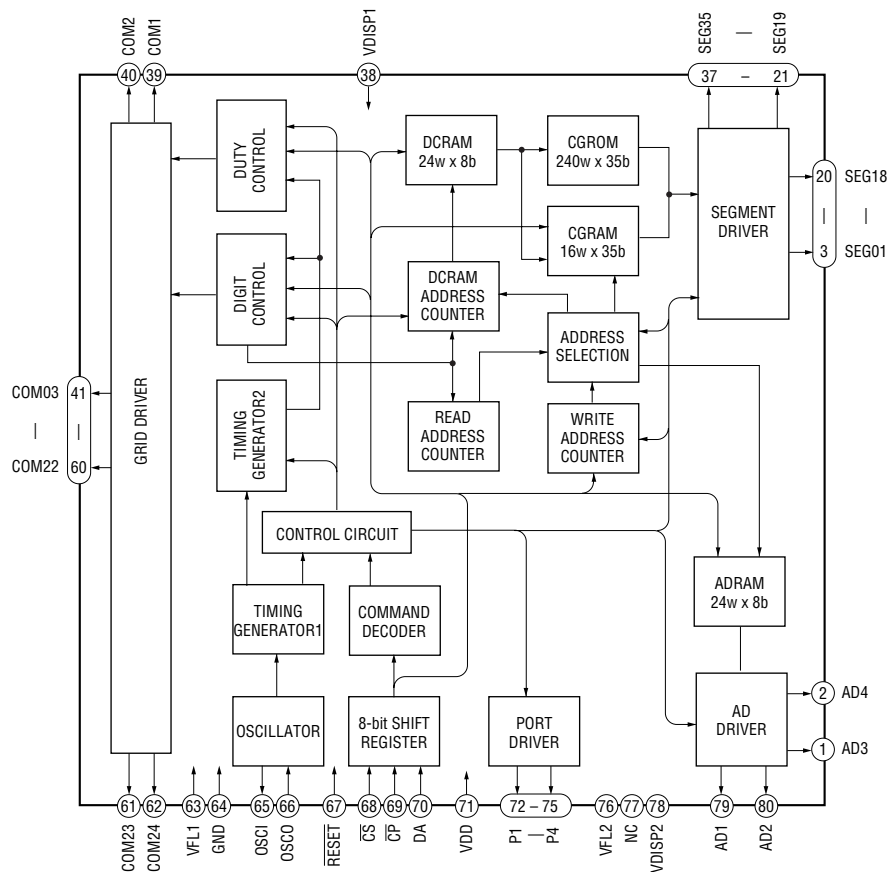 COM2
COM1
VDISP1
SEG35
—
SEG19
40
39
38
37 – 21
DUTY
CONTROL
DCRAM
24w x 8b
CGROM
240w x 35b
SEGMENT
DRIVER
20
|
3
SEG18
|
SEG01
CGRAM
16w x 35b
DIGIT
CONTROL
DCRAM
ADDRESS
COUNTER
ADDRESS
SELECTION
GRID DRIVER
COM03
|
COM22
41
|
60
TIMING
GENERATOR2
READ
ADDRESS
COUNTER
WRITE
ADDRESS
COUNTER
CONTROL CIRCUIT
TIMING
GENERATOR1
COMMAND
DECODER
ADRAM
24w x 8b
OSCILLATOR
8-bit SHIFT
REGISTER
PORT
DRIVER
AD
DRIVER
2
AD4
1
AD3
61
62
63
64
65
66
67
68
69
70
71
72 – 75
76
77
78
79
80
COM23
COM24
VFL1
GND
OSCI
OSCO
RESET
CS
CP
DA
VDD
P1
—
P4
VFL2
NC
VDISP2
AD1
AD2